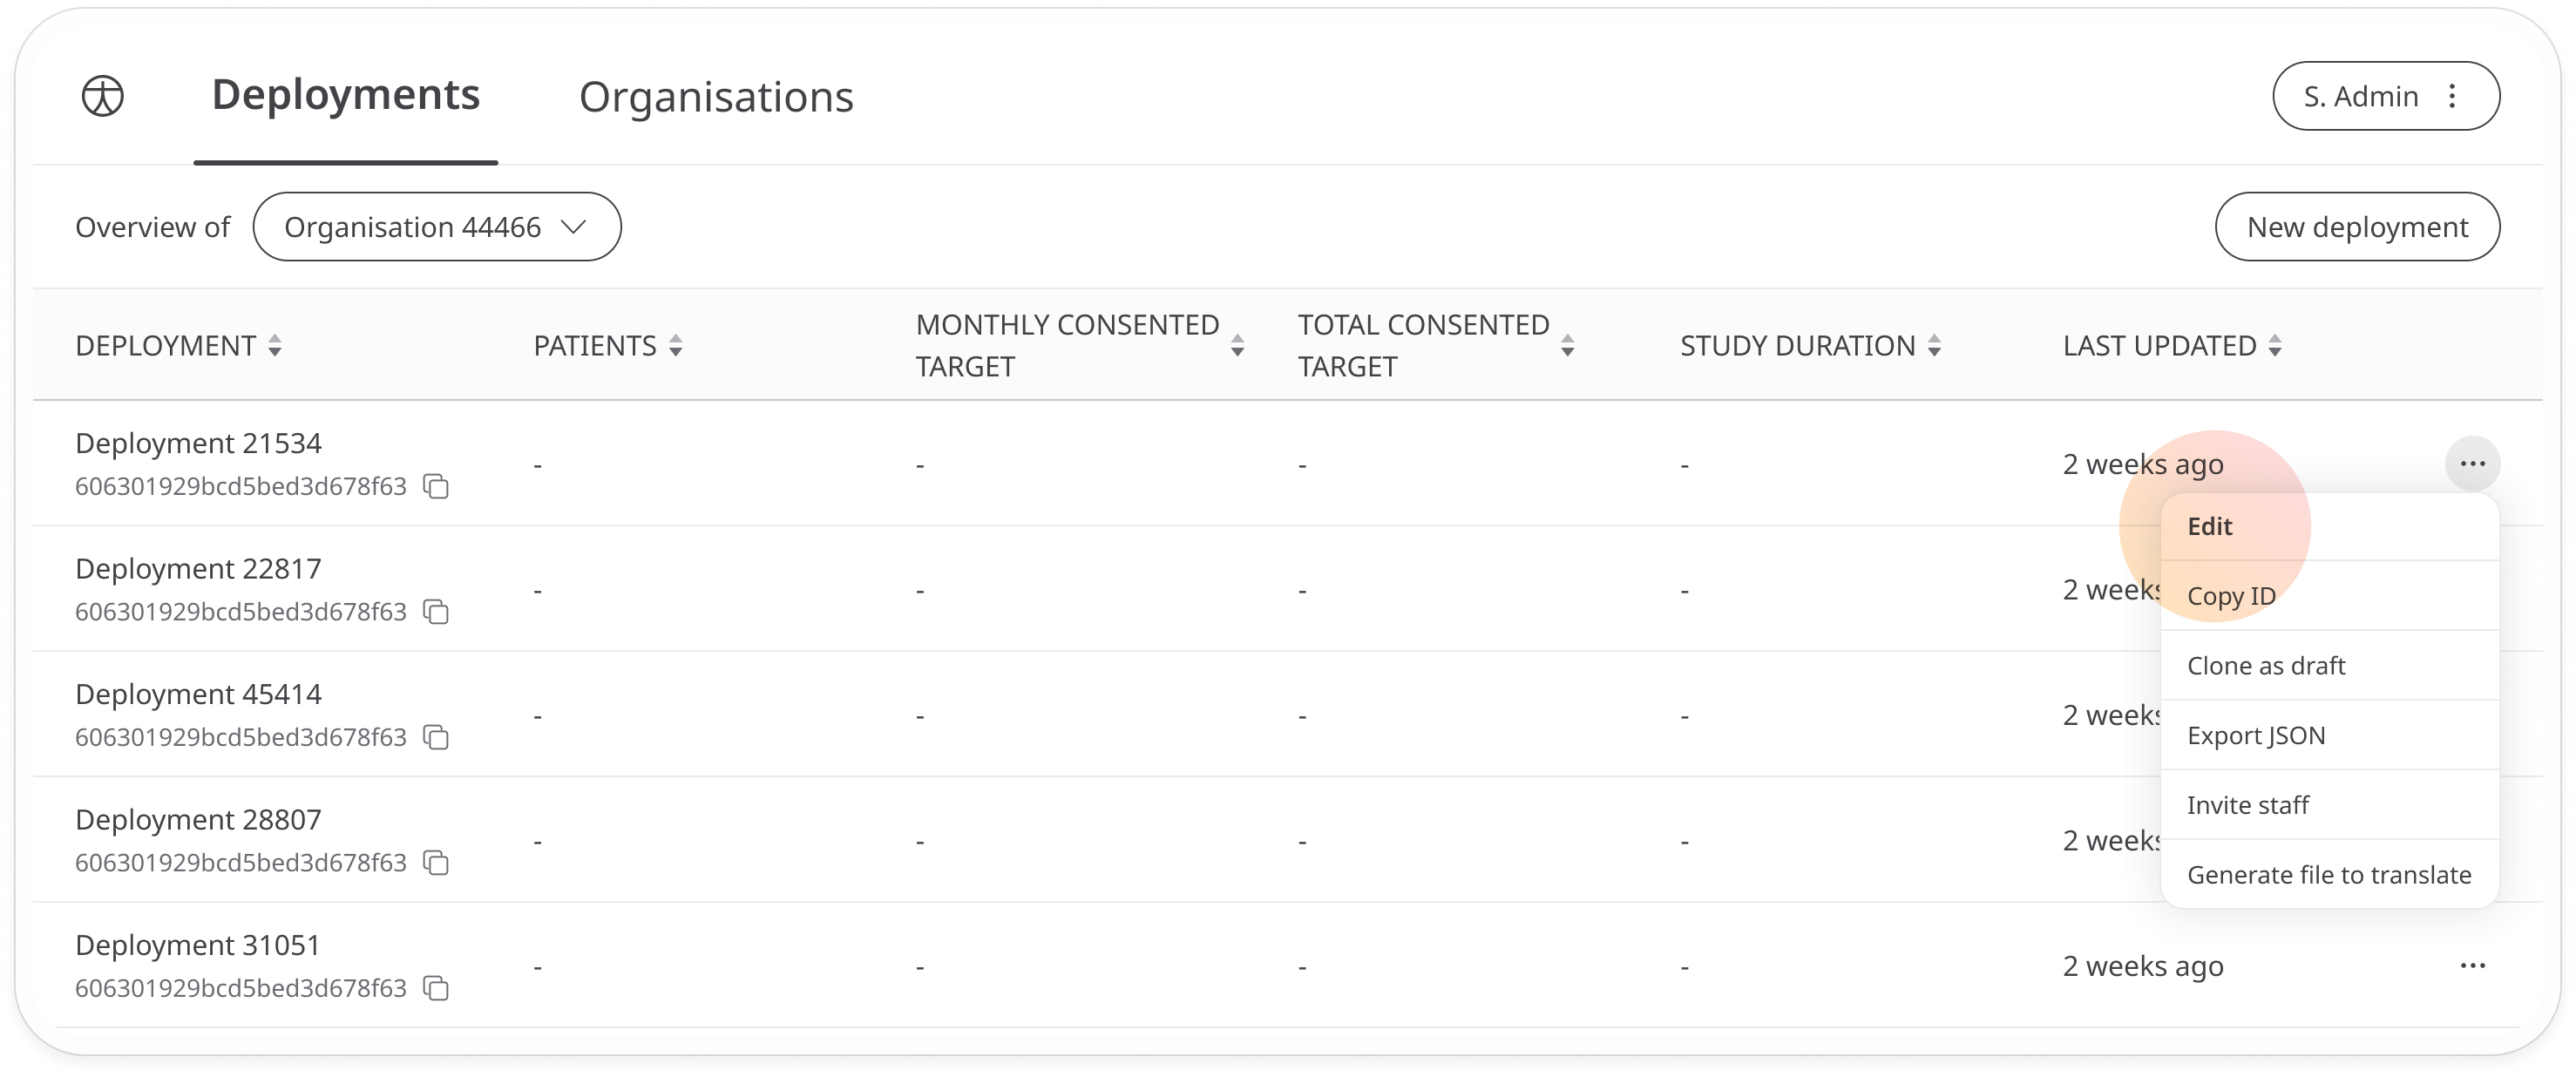 Deployments
Organisations
S. Admin
Overview of
Organisation 44466
New deployment
DEPLOYMENT
PATIENTS
MONTHLY CONSENTED
TARGET
TOTAL CONSENTED
TARGET
STUDY DURATION
LAST UPDATED
Deployment 21534
606301929bcd5bed3d678f63
-
-
-
-
2 weeks ago
Deployment 22817
606301929bcd5bed3d678f63
-
-
-
-
2 weeks
Deployment 45414
606301929bcd5bed3d678f63
-
-
-
-
2 weeks
Deployment 28807
606301929bcd5bed3d678f63
-
-
-
-
2 weeks
Deployment 31051
606301929bcd5bed3d678f63
-
-
-
-
2 weeks ago
Edit
Copy ID
Clone as draft
Export JSON
Invite staff
Generate file to translate